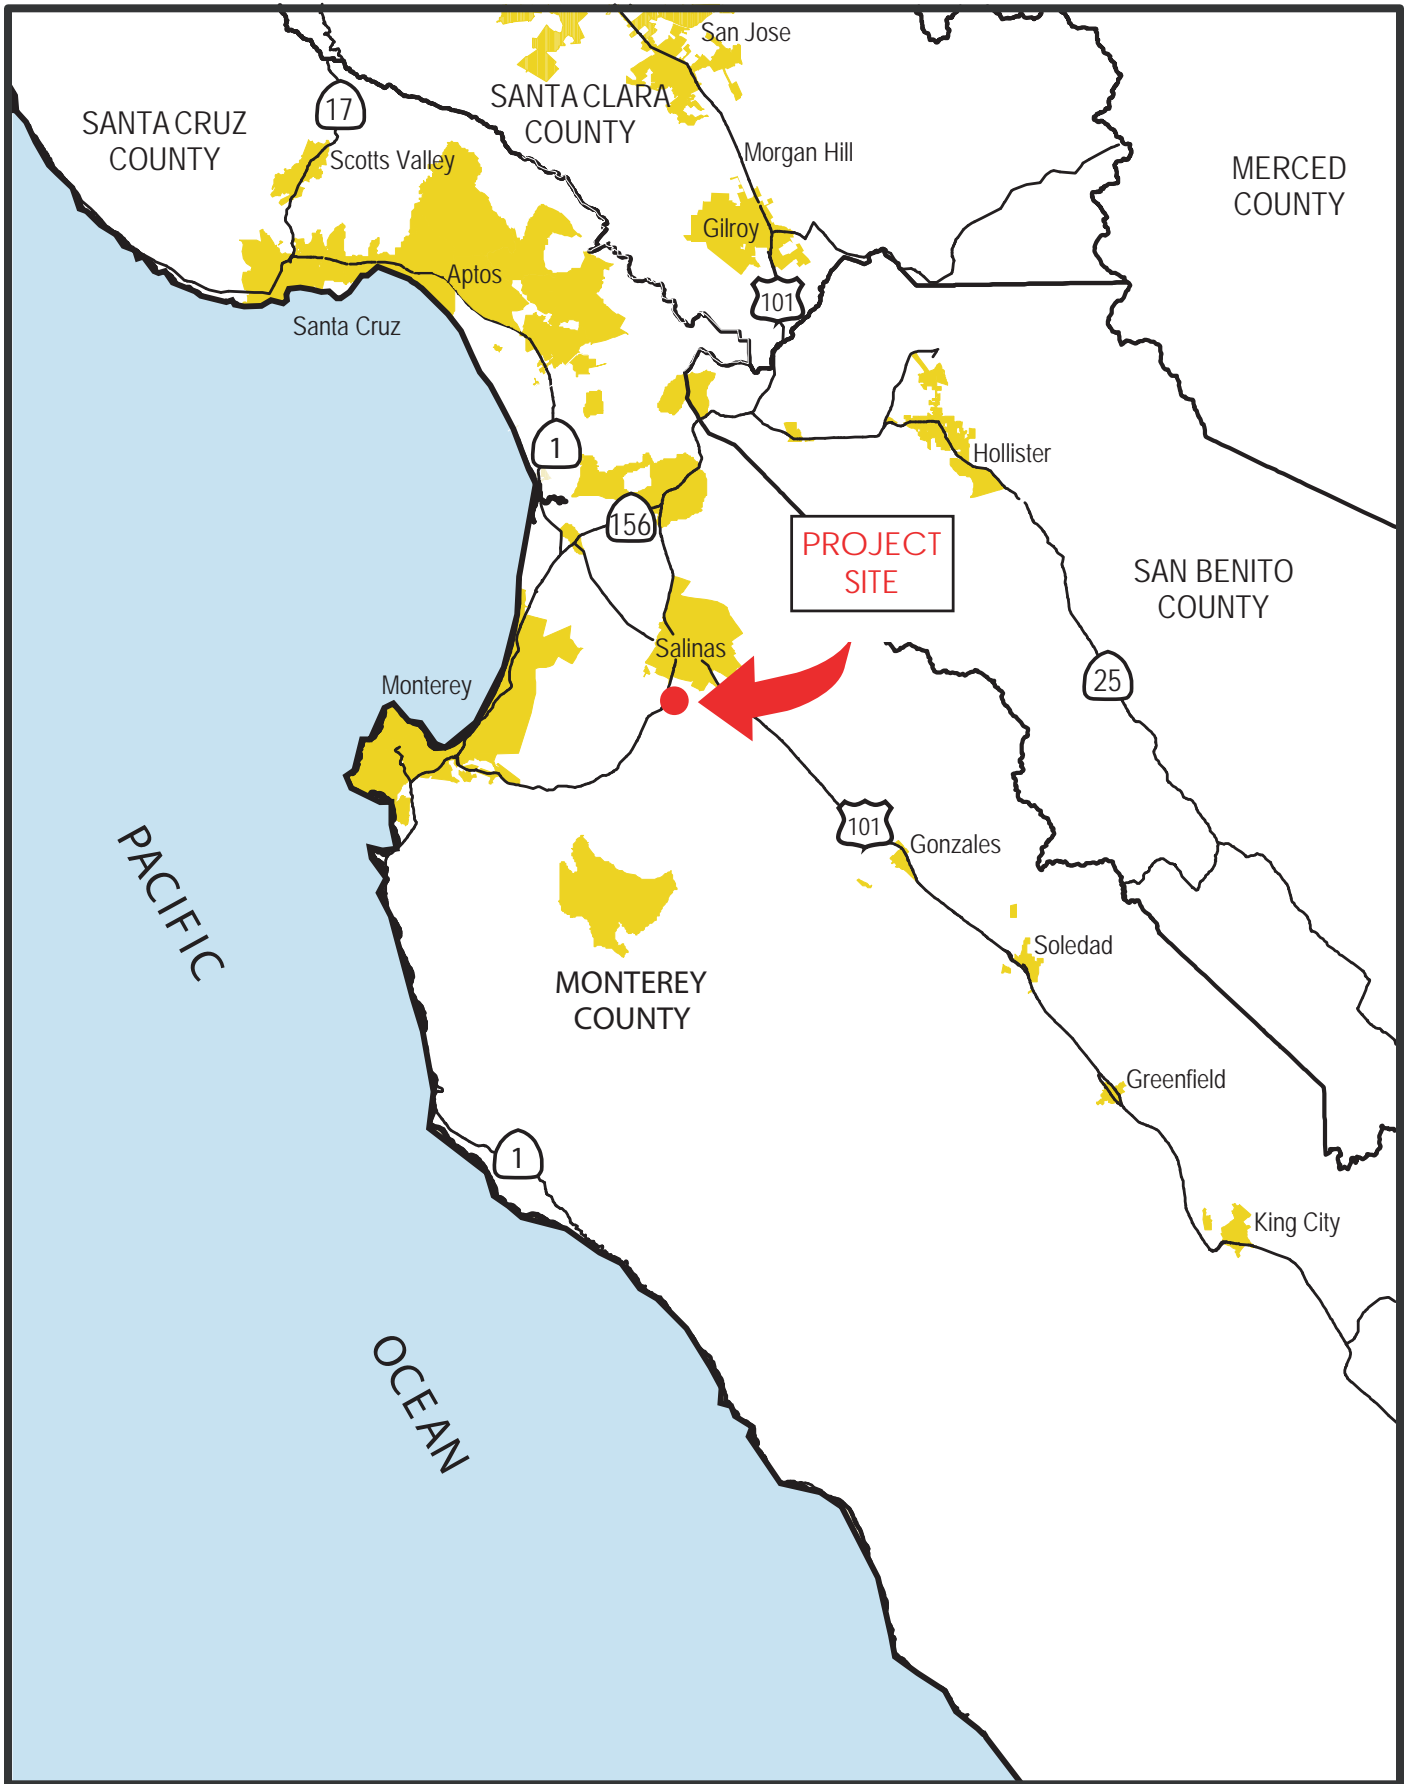 San Jose
SANTA CLARA
COUNTY
17
SANTA CRUZ
COUNTY
Scotts Valley
Morgan Hill
MERCED
COUNTY
Gilroy
Aptos
101
Santa Cruz
1
Hollister
156
PROJECT
SITE
SAN BENITO
COUNTY
Salinas
Monterey
25
101
Gonzales
PACIFIC
Soledad
MONTEREY
COUNTY
Greenfield
1
King City
OCEAN